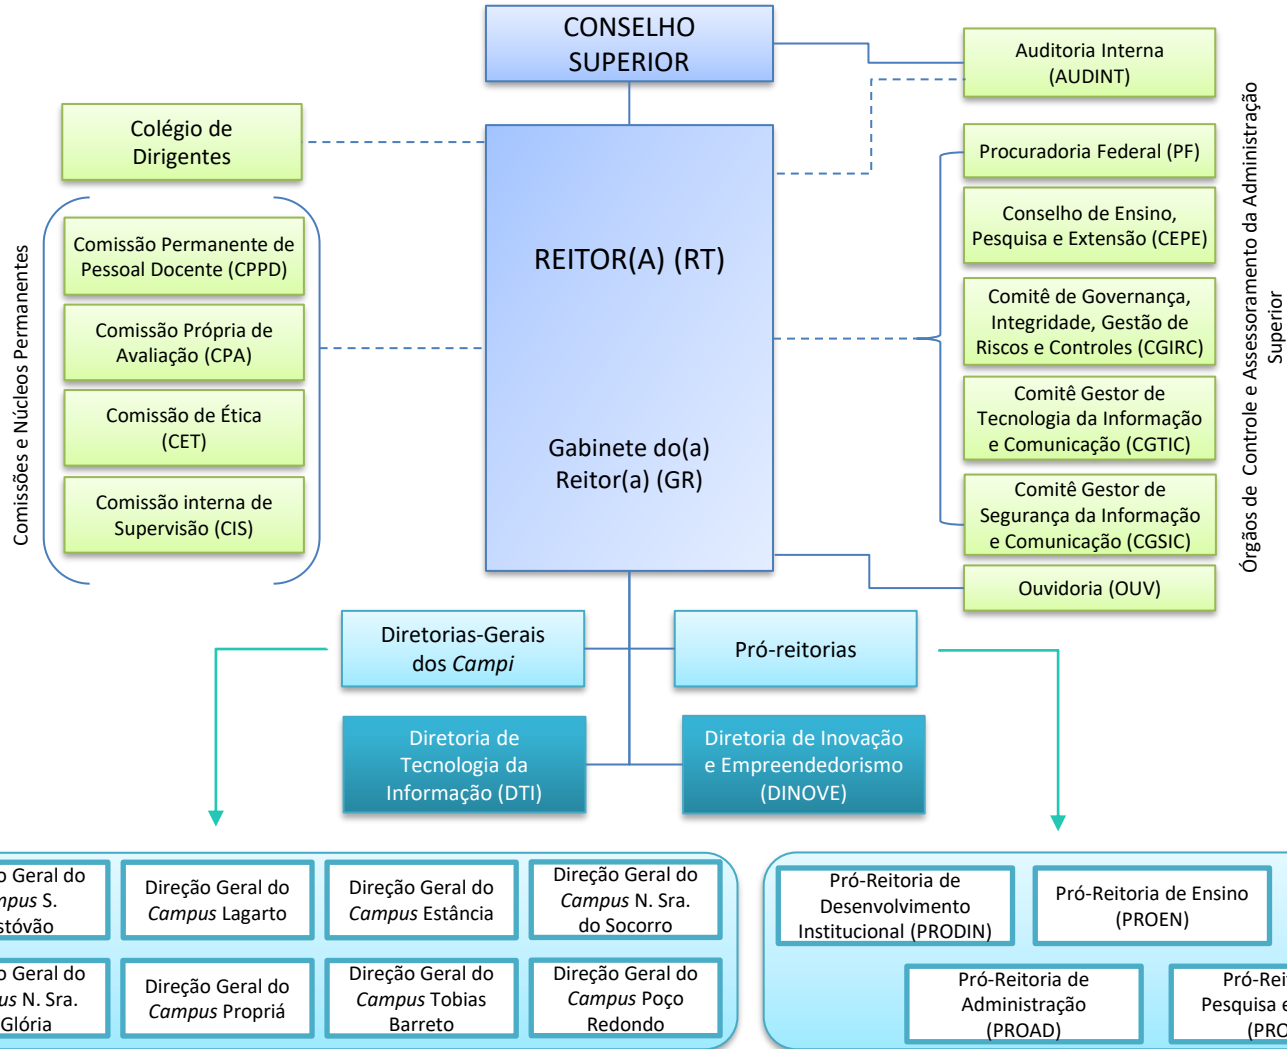 CONSELHO
SUPERIOR
Auditoria Interna
(AUDINT)
Colégio de
Dirigentes
Comissões e Núcleos Permanentes
Comissão Permanente de
Pessoal Docente (CPPD)
Comissão Própria de
Avaliação (CPA)
Comissão de Ética
(CET)
Comissão interna de
Supervisão (CIS)
REITOR(A) (RT)
Gabinete do(a)
Reitor(a) (GR)
Procuradoria Federal (PF)
Conselho de Ensino,
Pesquisa e Extensão (CEPE)
Comitê de Governança,
Integridade, Gestão de
Riscos e Controles (CGIRC)
Comitê Gestor de
Tecnologia da Informação
e Comunicação (CGTIC)
Comitê Gestor de
Segurança da Informação
e Comunicação (CGSIC)
Ouvidoria (OUV)
Órgãos de Controle e Assessoramento da Administração
Superior
Diretorias-Gerais
dos Campi
Pró-reitorias
Diretoria de
Tecnologia da
Informação (DTI)
Diretoria de Inovação
e Empreendedorismo
(DINOVE)
Geral do
S.
Direção Geral do
Campus Lagarto
Direção Geral do
Campus Estância
Direção Geral do
Campus N. Sra.
do Socorro
Geral do
N. Sra.
Glória
Direção Geral do
Campus Propriá
Direção Geral do
Campus Tobias
Barreto
Direção Geral do
Campus Poço
Redondo
Pró-Reitoria de
Desenvolvimento
Institucional (PRODIN)
Pró-Reitoria de Ensino
(PROEN)
Pró-Reitoria de
Administração
(PROAD)
Pesquisa e